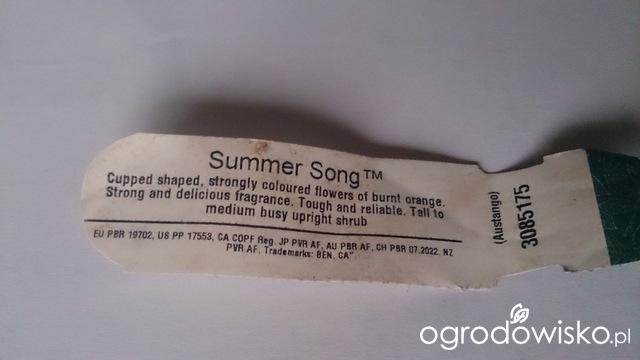 Summer Song™
Cupped shaped, strongly coloured flowers of burnt orange.
Strong and delicious fragrance. Tough and reliable. Tall to
medium busy upright shrub
EU PBR 19702, US PP 17553, CA COPF Reg. JP PVR AF, AU PBR AF, CH PBR 07.2022, NZ
PVR AF. Trademarks: BEN, CA"
(Austango)
3085175
ogrodowisko.pl